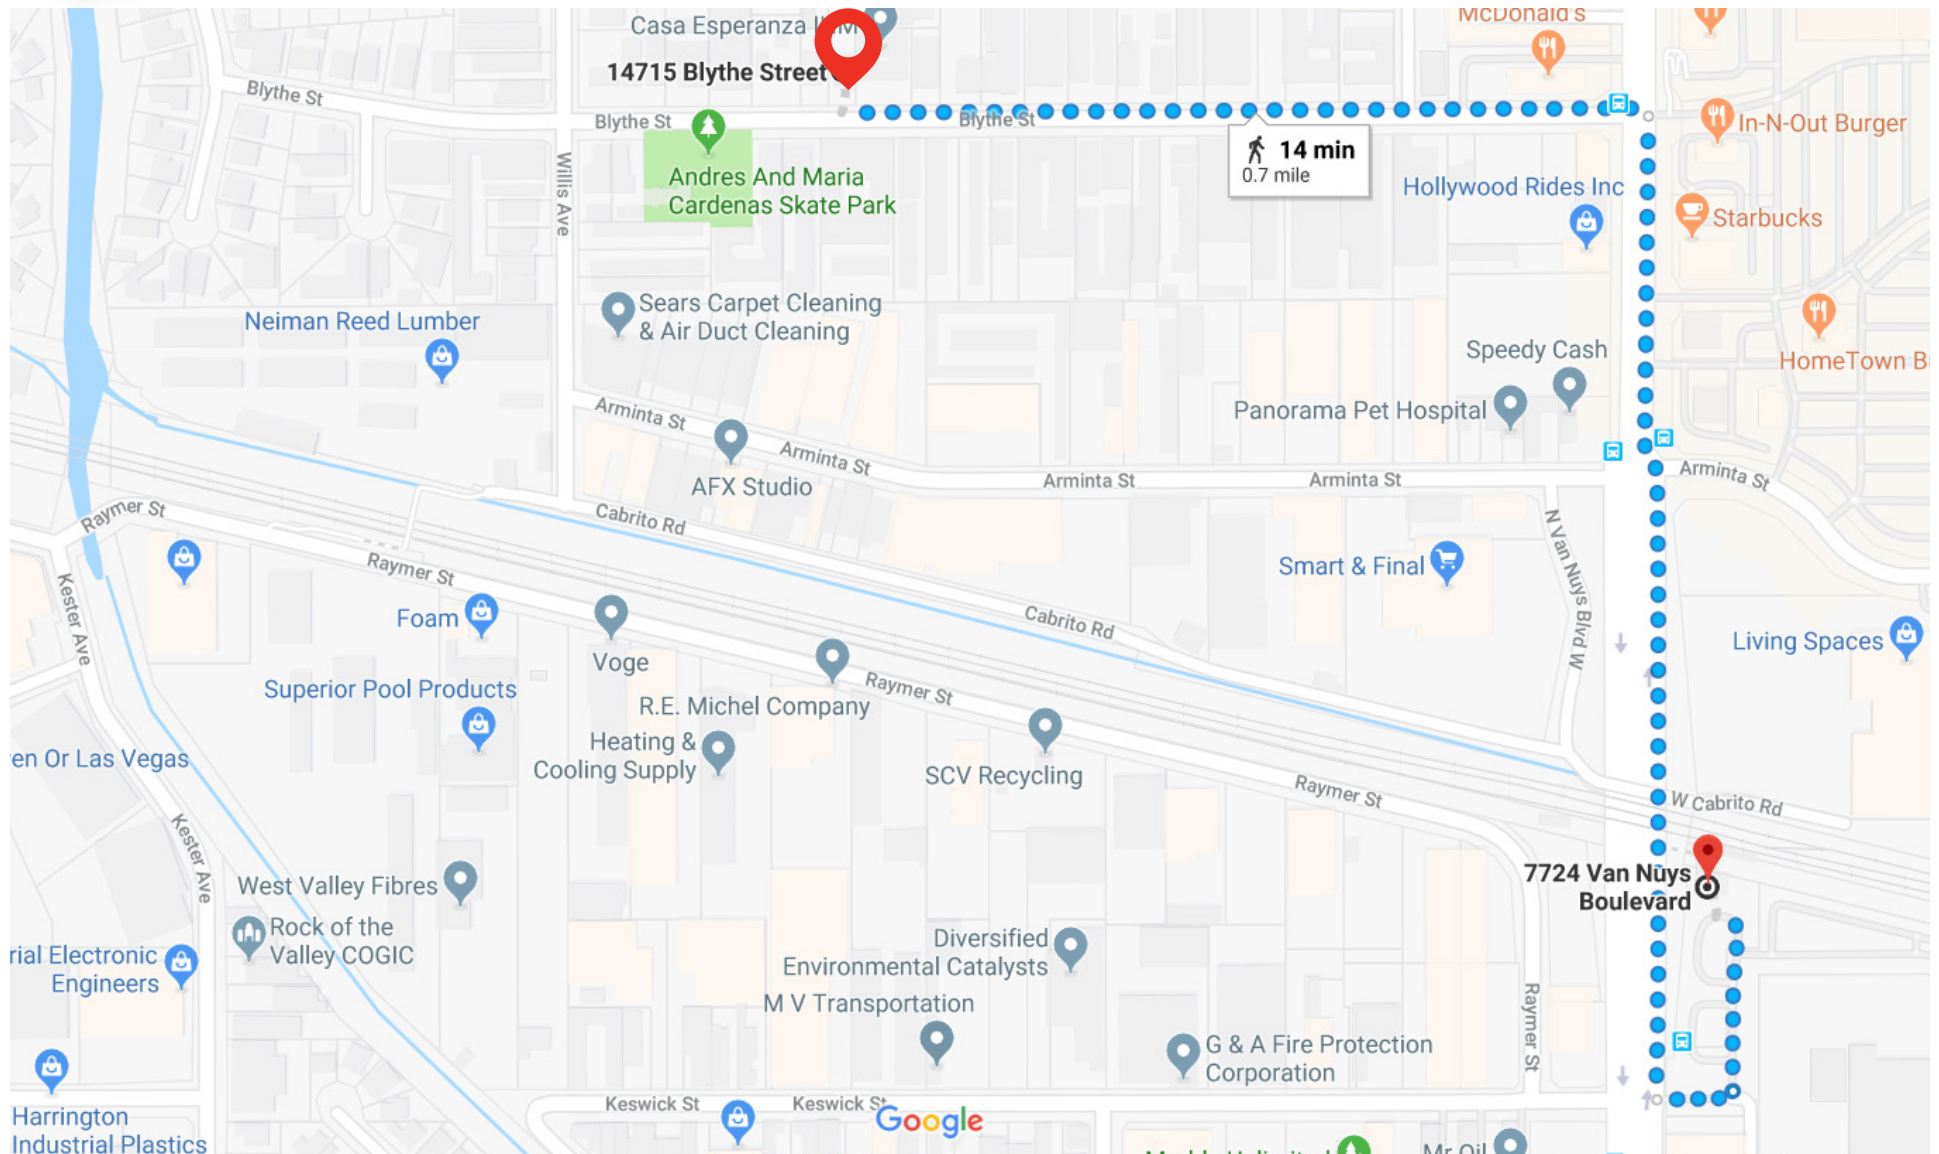 McDonald's
Casa Esperanza
14715 Blythe Street
Blythe St
Blythe St
Blythe St
In-N-Out Burger
14 min
0.7 mile
Willis Ave
Andres And Maria
Cardenas Skate Park
Hollywood Rides Inc
Starbucks
Sears Carpet Cleaning
& Air Duct Cleaning
Neiman Reed Lumber
Speedy Cash
HomeTown B
Panorama Pet Hospital
Arminta St
Arminta St
Arminta St
Arminta St
Arminta St
AFX Studio
Raymer St
Cabrito Rd
N Van Nuys Blvd W
Raymer St
Smart & Final
Kester Ave
Foam
Cabrito Rd
Living Spaces
Voge
Superior Pool Products
Raymer St
R.E. Michel Company
Heating &
Cooling Supply
en Or Las Vegas
SCV Recycling
Raymer St
W Cabrito Rd
Kester Ave
7724 Van Nuys
Boulevard
West Valley Fibres
Rock of the
Valley COGIC
Diversified
Environmental Catalysts
rial Electronic
Engineers
M V Transportation
Raymer St
G & A Fire Protection
Corporation
Keswick St
Keswick St
Google
Harrington
Industrial Plastics
Mr Oil